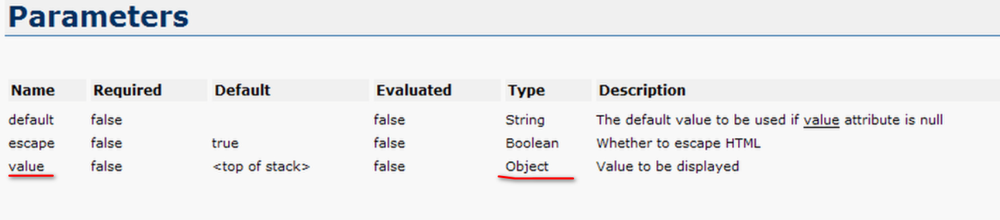 Parameters
Name Required Default Evaluated Type Description
default false false String The default value to be used if value attribute is null
escape false true false Boolean Whether to escape HTML
value false <top of stack> false Object Value to be displayed